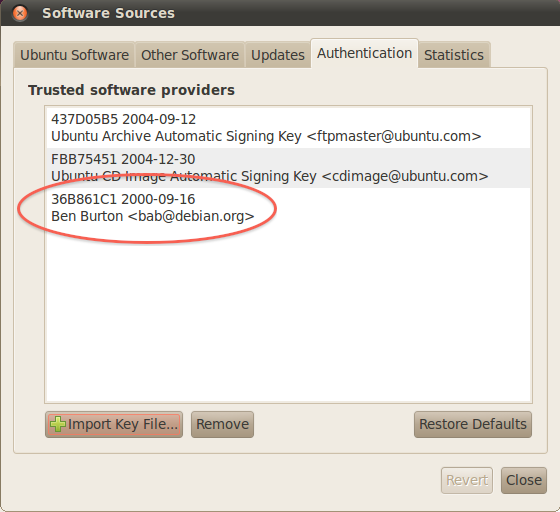 Software Sources
Ubuntu Software Other Software Updates Authentication Statistics
Trusted software providers
437D05B5 2004-09-12
Ubuntu Archive Automatic Signing Key <ftpmaster@ubuntu.com>
FBB75451 2004-12-30
Ubuntu CD Image Automatic Signing Key <cdimage@ubuntu.com>
36B861C1 2000-09-16
Ben Burton <bab@debian.org>
Import Key File... Remove Restore Defaults
Revert Close